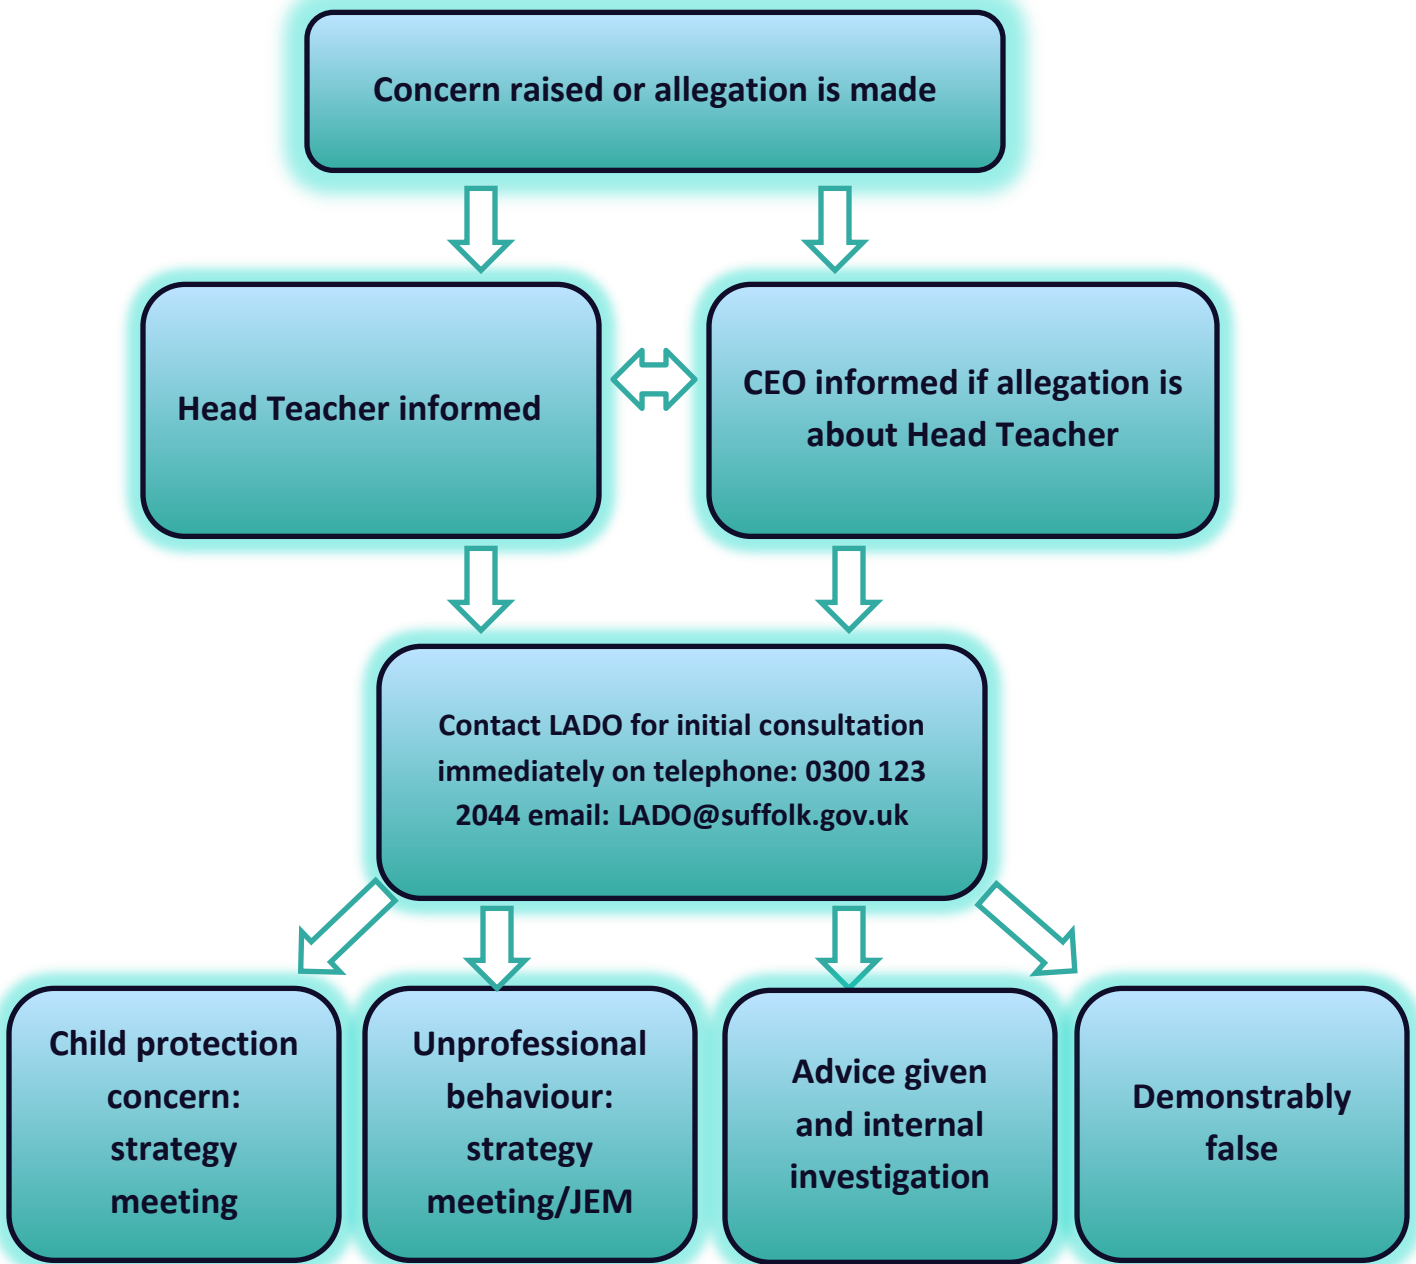 Concern raised or allegation is made
Head Teacher informed
CEO informed if allegation is
about Head Teacher
Contact LADO for initial consultation
immediately on telephone: 0300 123
2044 email: LADO@suffolk.gov.uk
Child protection
concern:
strategy
meeting
Unprofessional
behaviour:
strategy
meeting/JEM
Advice given
and internal
investigation
Demonstrably
false